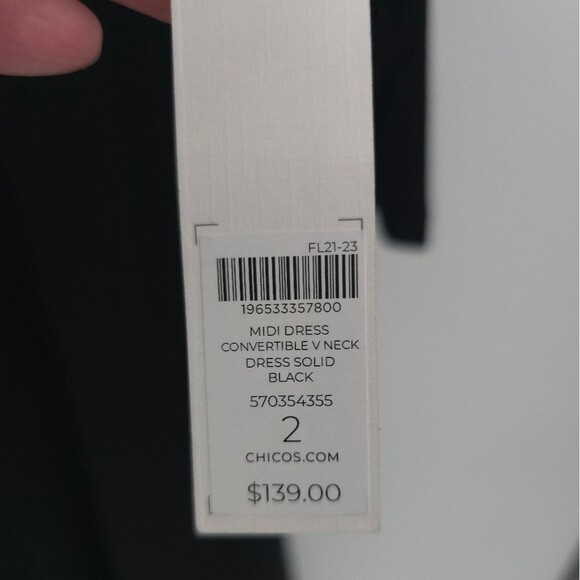 FL21-23
196533357800
MIDI DRESS
CONVERTIBLE V NECK
DRESS SOLID
BLACK
570354355
2
CHICOS.COM
$139.00